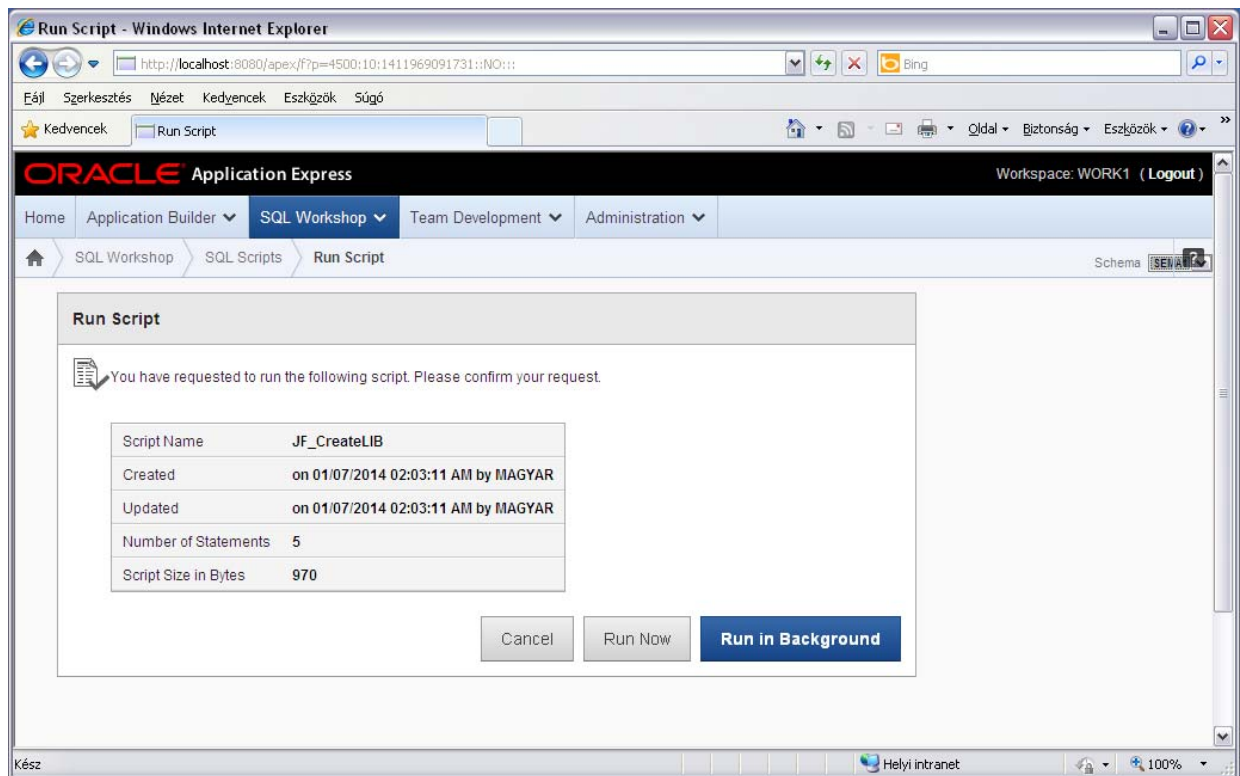 Run Script - Windows Internet Explorer
http://localhost:8080/apex/f?p=4500:10:1411969091731::NO:::
Bing
Fájl Szerkesztés Nézet Kedvencek Eszközök Súgó
Kedvencek Run Script Oldal Biztonság Eszközök
ORACLE Application Express Workspace: WORK1 ( Logout )
Home Application Builder SQL Workshop Team Development Administration
SQL Workshop SQL Scripts Run Script Schema
Run Script
You have requested to run the following script. Please confirm your request.
Script Name JF_CreateLIB
Created on 01/07/2014 02:03:11 AM by MAGYAR
Updated on 01/07/2014 02:03:11 AM by MAGYAR
Number of Statements 5
Script Size in Bytes 970
Cancel Run Now Run in Background
Kész Helyi intranet 100%